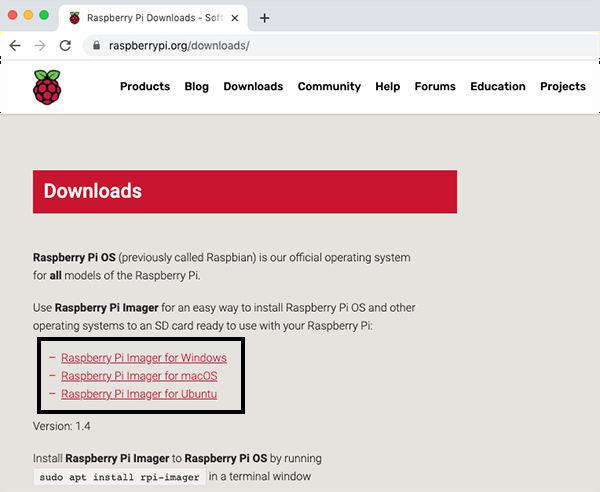 Raspberry Pi Downloads - Soft
raspberrypi.org/downloads/
Products Blog Downloads Community Help Forums Education Projects
Downloads
Raspberry Pi OS (previously called Raspbian) is our official operating system
for all models of the Raspberry Pi.
Use Raspberry Pi Imager for an easy way to install Raspberry Pi OS and other
operating systems to an SD card ready to use with your Raspberry Pi:
– Raspberry Pi Imager for Windows
– Raspberry Pi Imager for macOS
– Raspberry Pi Imager for Ubuntu
Version: 1.4
Install Raspberry Pi Imager to Raspberry Pi OS by running
sudo apt install rpi-imager in a terminal window